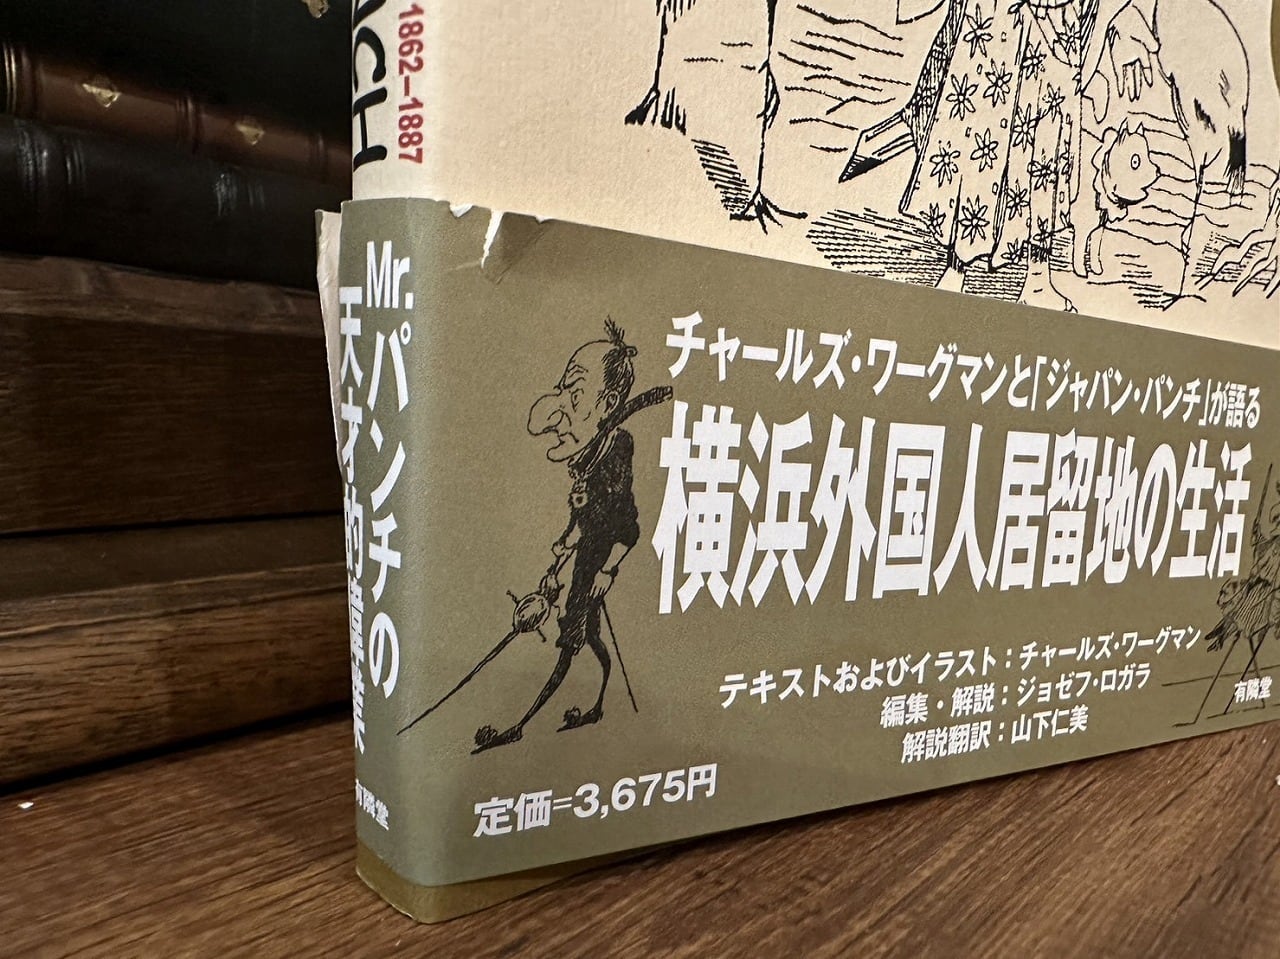 NCH
1862–1887
Mr.パンチの
天才的偉業
有隣堂
チャールズ・ワーグマンと「ジャパン・パンチ」が語る
横浜外国人居留地の生活
テキストおよびイラスト：チャールズ・ワーグマン
編集・解説：ジョゼフ・ロガラ
解説翻訳：山下仁美
有隣堂
定価=3,675円